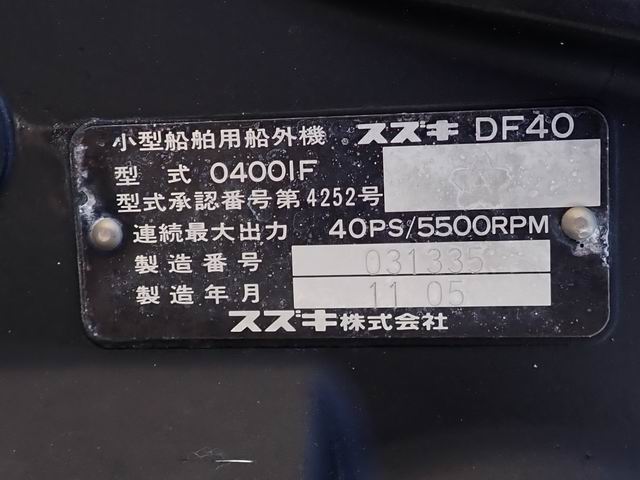 小型船舶用船外機 スズキ DF40
型式 04001F
型式承認番号第4252号
連続最大出力 40PS/5500RPM
製造番号 031335
製造年月 11 05
スズキ株式会社